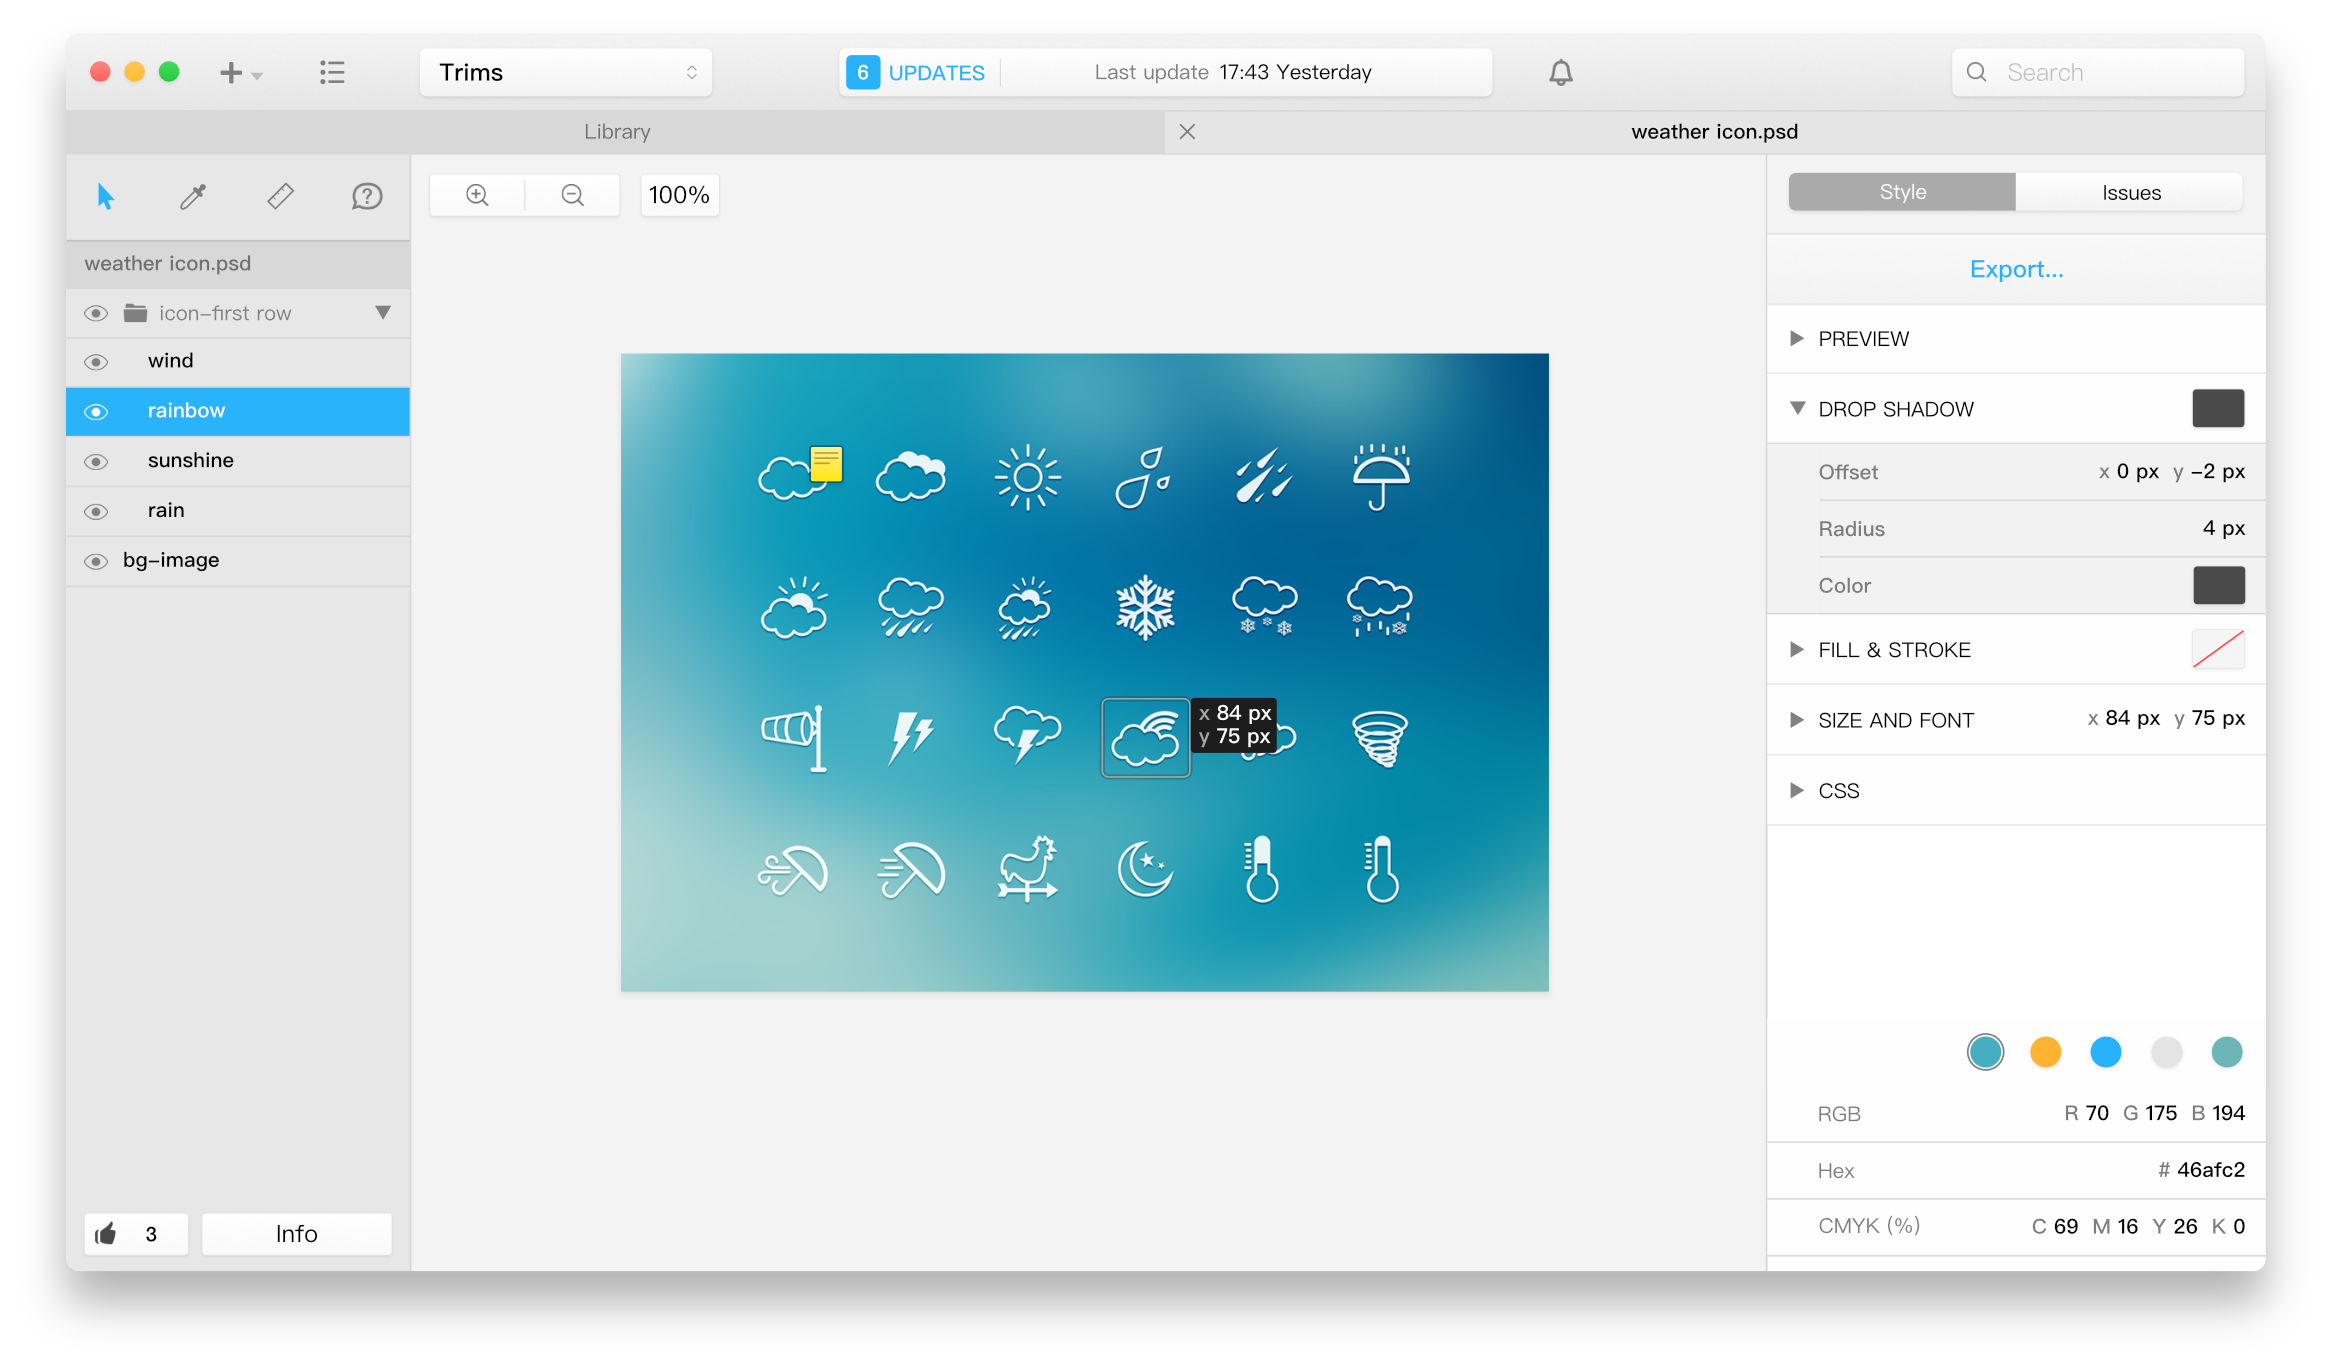 Trims
6 UPDATES Last update 17:43 Yesterday
Search
Library
weather icon.psd
100%
Style Issues
weather icon.psd
Export...
icon-first row
PREVIEW
wind
rainbow
DROP SHADOW
sunshine
Offset x 0 px y -2 px
rain
Radius 4 px
bg-image
Color
FILL & STROKE
x 84 px
y 75 px
SIZE AND FONT x 84 px y 75 px
CSS
RGB R 70 G 175 B 194
Hex # 46afc2
CMYK (%) C 69 M 16 Y 26 K 0
3 Info